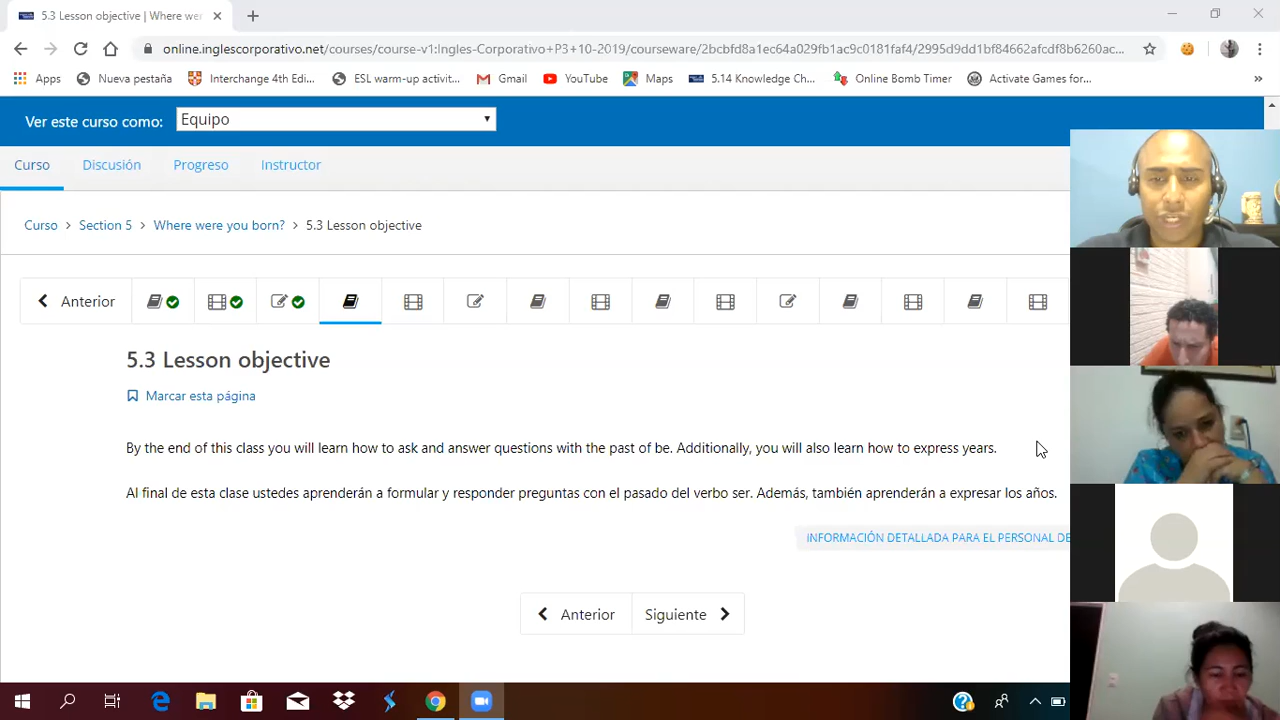 5.3 Lesson objective | Where wer
online.inglescorporativo.net/courses/course-v1:Ingles-Corporativo+P3+10-2019/courseware/2bcbfd8a1ec64a029fb1ac9c0181faf4/2995d9dd1bf84662afcdf8b6260ac...
Apps Nueva pestaña Interchange 4th Edi... ESL warm-up activit... Gmail YouTube Maps 5.14 Knowledge Ch... Online Bomb Timer Activate Games for... »
Ver este curso como: Equipo
Curso Discusión Progreso Instructor
Curso > Section 5 > Where were you born? > 5.3 Lesson objective
Anterior
5.3 Lesson objective
Marcar esta página
By the end of this class you will learn how to ask and answer questions with the past of be. Additionally, you will also learn how to express years.
Al final de esta clase ustedes aprenderán a formular y responder preguntas con el pasado del verbo ser. Además, también aprenderán a expresar los años.
INFORMACIÓN DETALLADA PARA EL PERSONAL DE
Anterior Siguiente